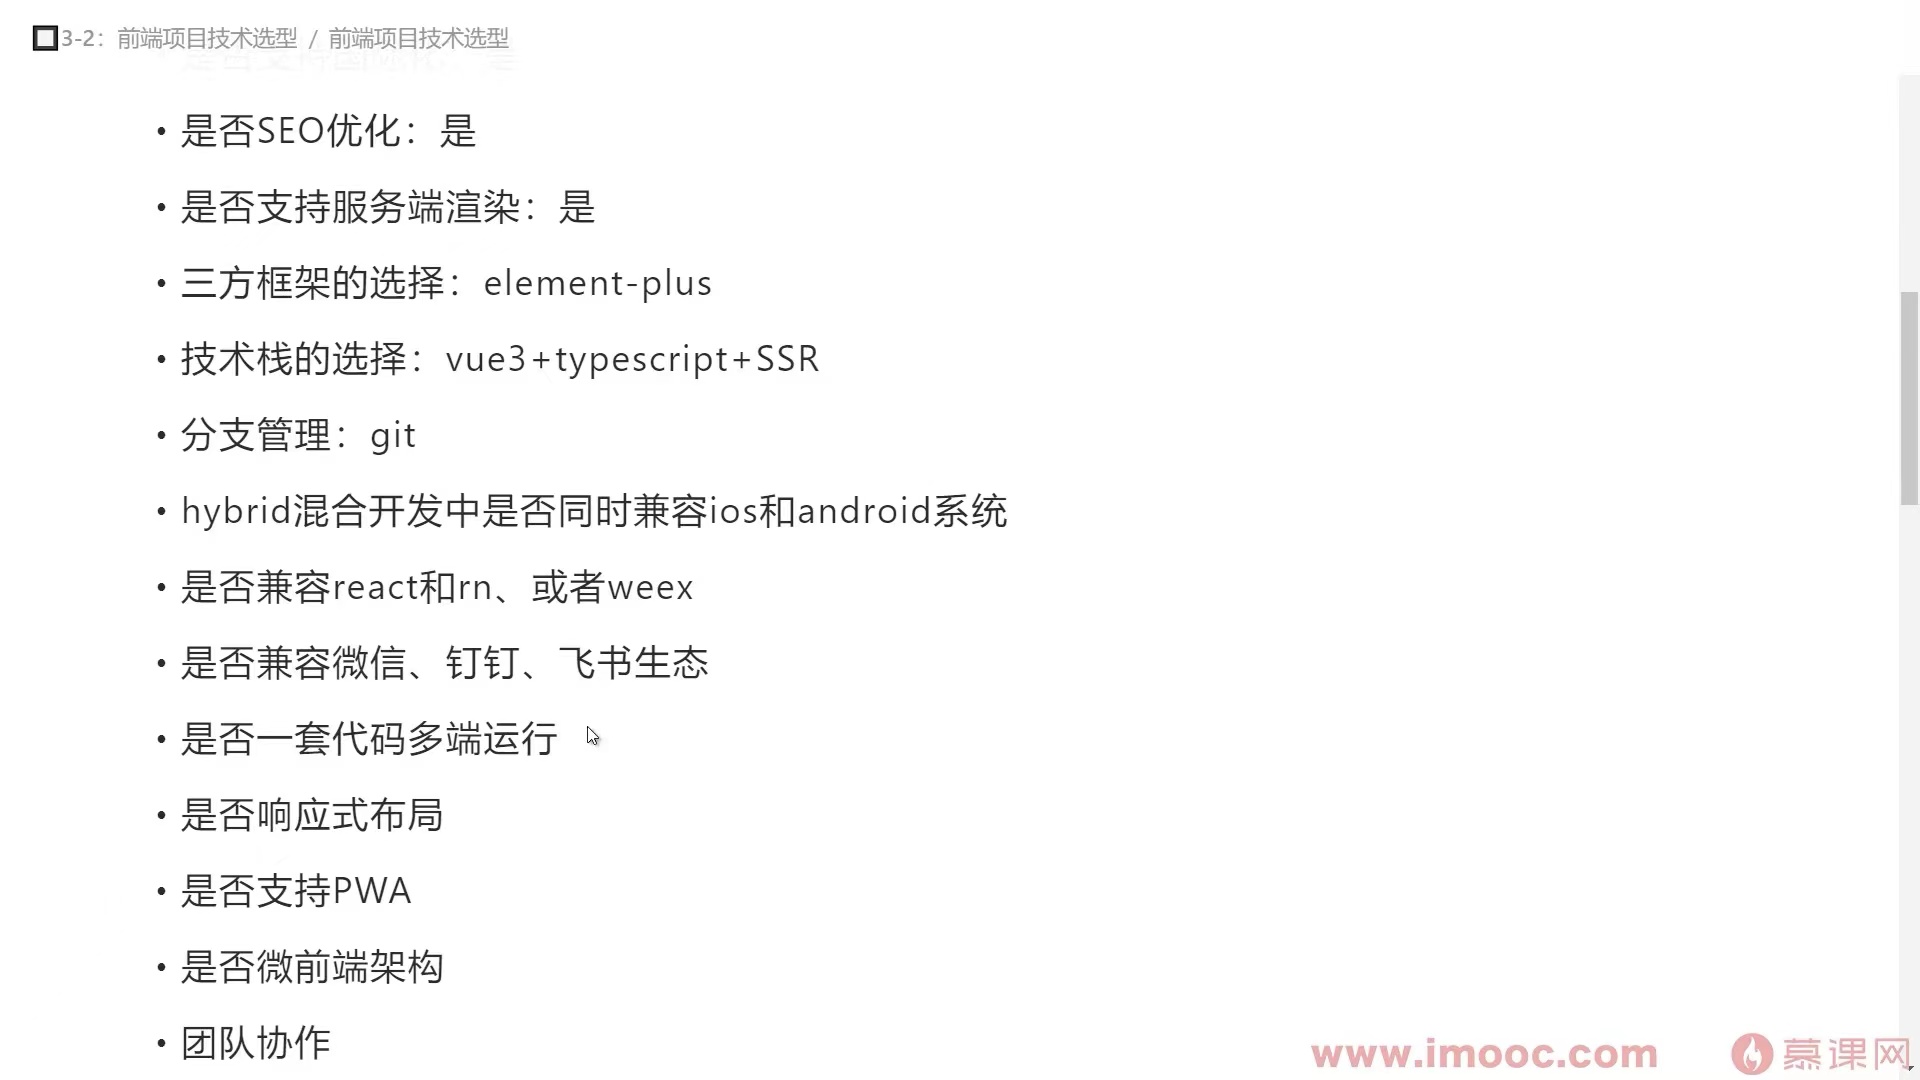 3-2：前端项目技术选型 / 前端项目技术选型
是否支持国际化：是
• 是否SEO优化：是
• 是否支持服务端渲染：是
• 三方框架的选择：element-plus
• 技术栈的选择：vue3+typescript+SSR
• 分支管理：git
• hybrid混合开发中是否同时兼容ios和android系统
• 是否兼容react和rn、或者weex
• 是否兼容微信、钉钉、飞书生态
• 是否一套代码多端运行
• 是否响应式布局
• 是否支持PWA
• 是否微前端架构
• 团队协作
www.imooc.com 慕课网